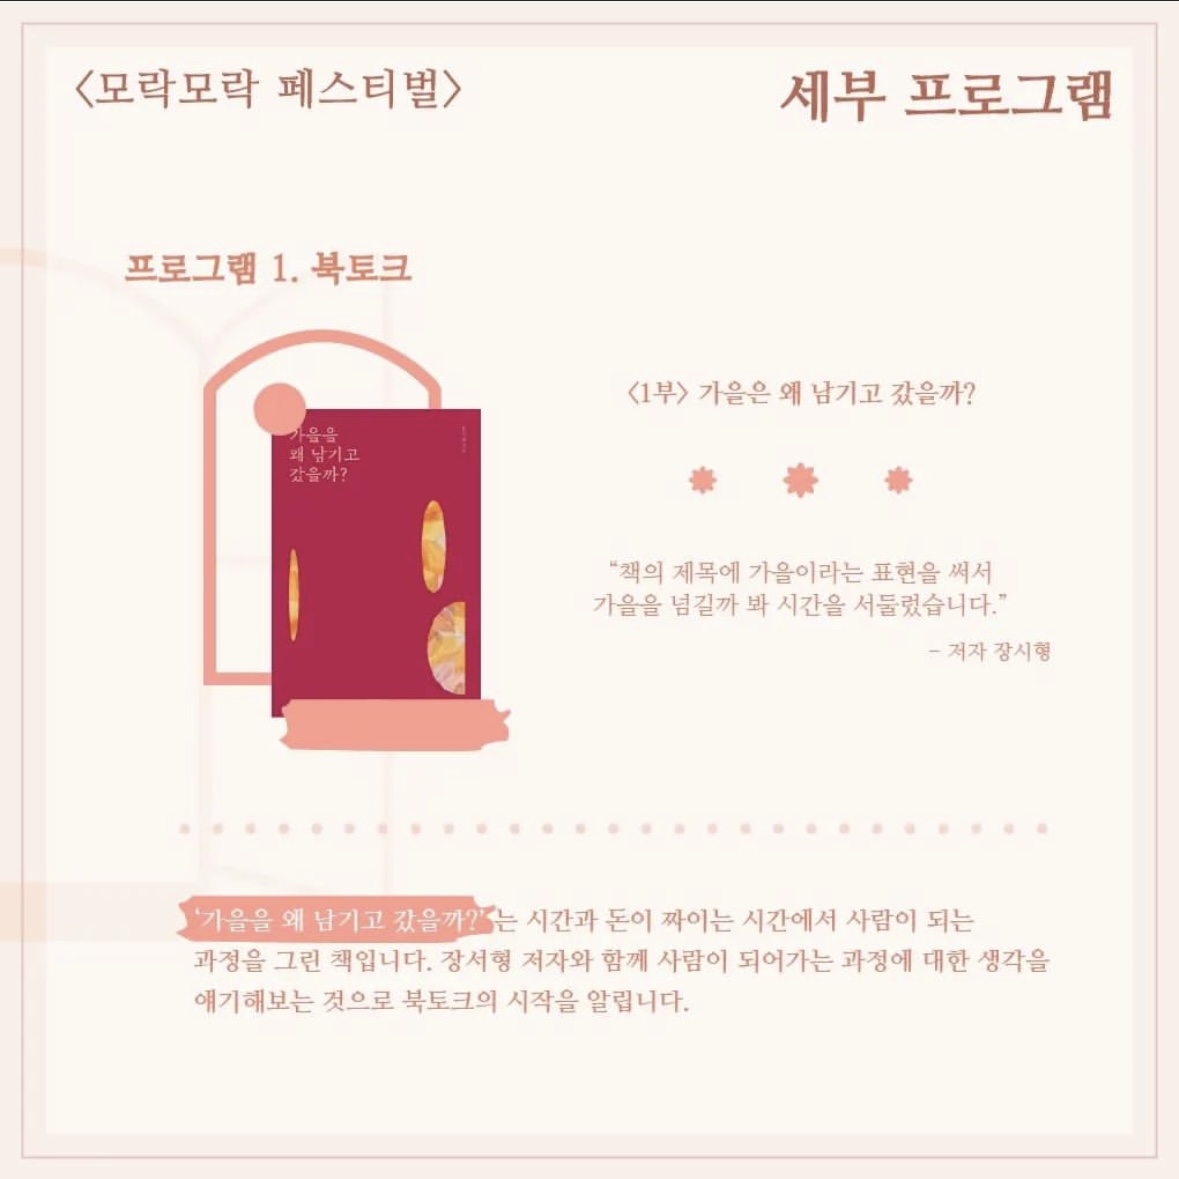 <모락모락 페스티벌>
세부 프로그램
프로그램 1. 북토크
가을을
왜 남기고
갔을까?
<1부> 가을은 왜 남기고 갔을까?
“책의 제목에 가을이라는 표현을 써서
가을을 넘길까 봐 시간을 서둘렀습니다.”
- 저자 장시형
‘가을을 왜 남기고 갔을까?’는 시간과 돈이 짜이는 시간에서 사람이 되는
과정을 그린 책입니다. 장서형 저자와 함께 사람이 되어가는 과정에 대한 생각을
얘기해보는 것으로 북토크의 시작을 알립니다.